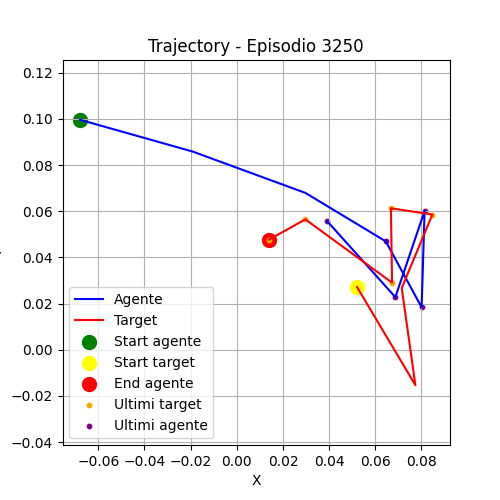 Trajectory - Episodio 3250
0.12
0.10
0.08
0.06
0.04
0.02
0.00
−0.02
−0.04
Agente
Target
Start agente
Start target
End agente
Ultimi target
Ultimi agente
−0.06 −0.04 −0.02 0.00 0.02 0.04 0.06 0.08
X